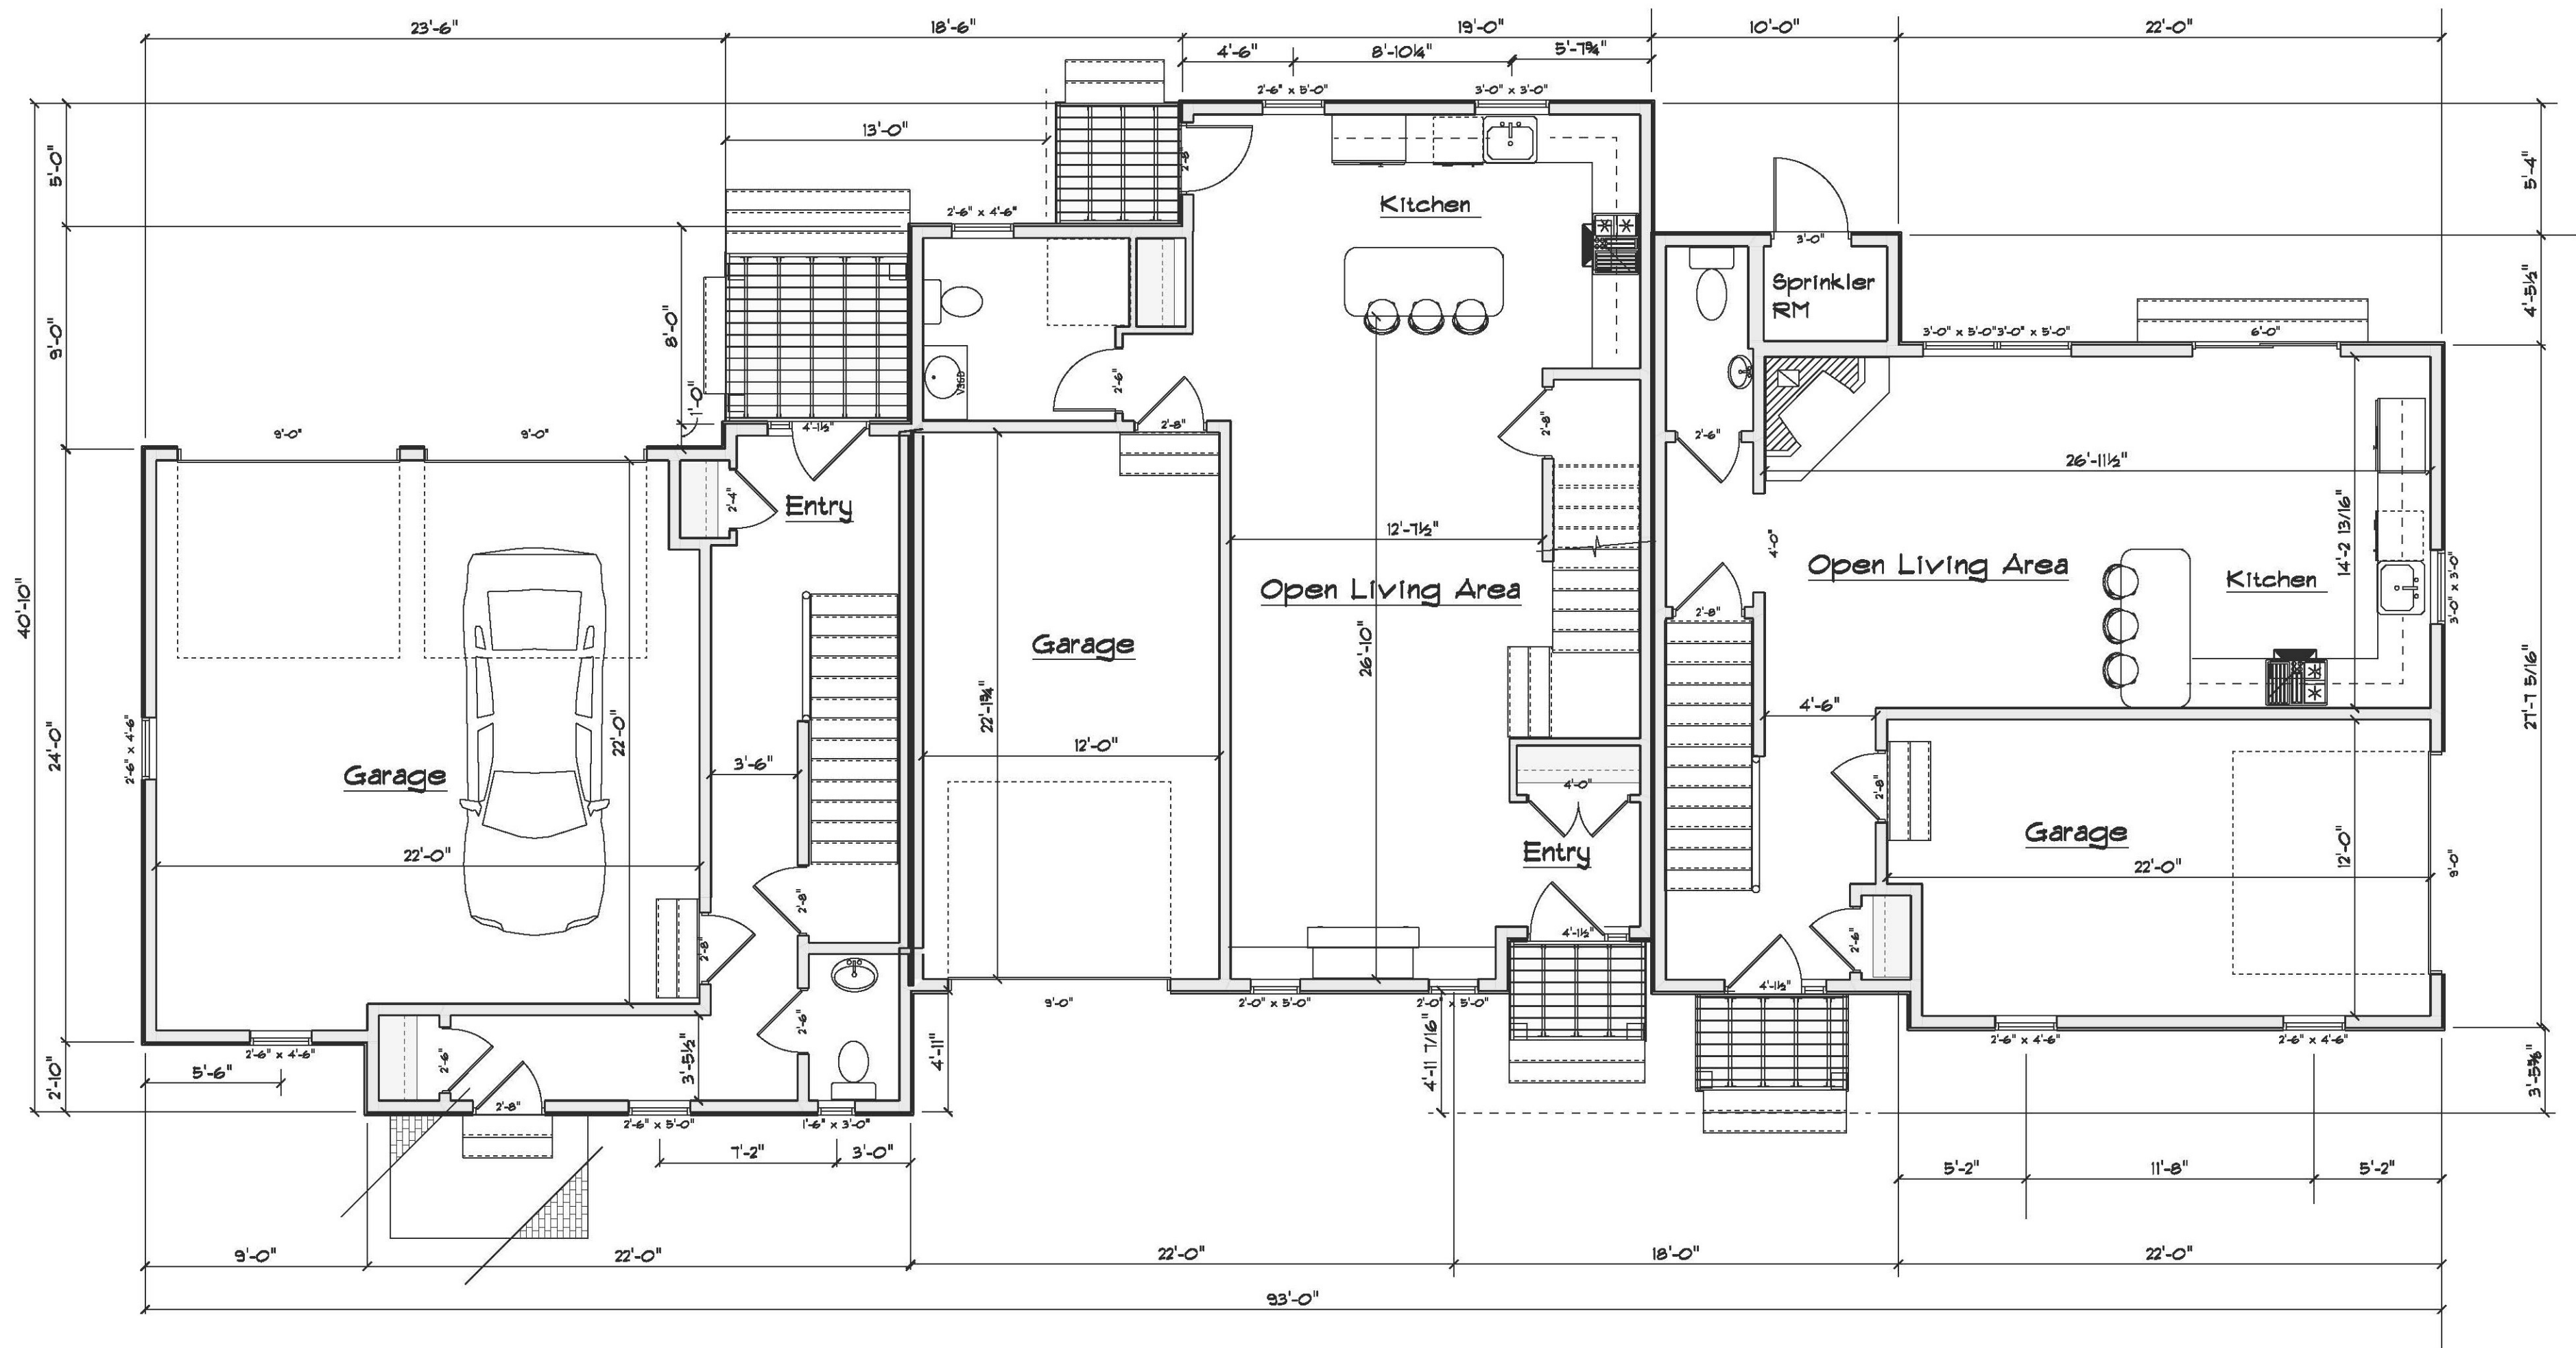 23'-6"
18'-6"
19'-0"
10'-0"
22'-0"
4'-6"
8'-10¼"
5'-7¾"
2'-6" x 5'-0"
3'-0" x 3'-0"
13'-0"
2'-8"
5'-0"
5'-4"
Kitchen
2'-6" x 4'-6"
3'-0"
Sprinkler
RM
4'-5½"
9'-0"
8'-0"
1'-0"
3'-0" x 5'-0"3'-0" x 5'-0"
6'-0"
V36D
2'-6"
2'-8"
2'-8"
2'-6"
9'-0"
9'-0"
4'-1½"
26'-11½"
2'-4"
Entry
12'-7½"
4'-0"
14'-2 13/16"
40'-10"
Open Living Area
Open Living Area
Kitchen
3'-0" x 3'-0"
2'-8"
Garage
26'-10"
22'-1¾"
22'-0"
24'-0"
2'-6" x 4'-6"
27'-7 5/16"
4'-6"
12'-0"
3'-6"
Garage
4'-0"
2'-8"
Garage
Entry
22'-0"
22'-0"
12'-0"
9'-0"
2'-8"
2'-8"
4'-1½"
2'-6"
4'-1½"
9'-0"
2'-0" x 5'-0"
2'-0" x 5'-0"
2'-6"
2'-6" x 4'-6"
2'-6"
3'-5½"
4'-11"
4'-11 7/16"
2'-6" x 4'-6"
2'-6" x 4'-6"
5'-6"
2'-10"
3'-5⅜"
2'-8"
2'-6" x 5'-0"
1'-6" x 3'-0"
7'-2"
3'-0"
5'-2"
11'-8"
5'-2"
9'-0"
22'-0"
22'-0"
18'-0"
22'-0"
93'-0"